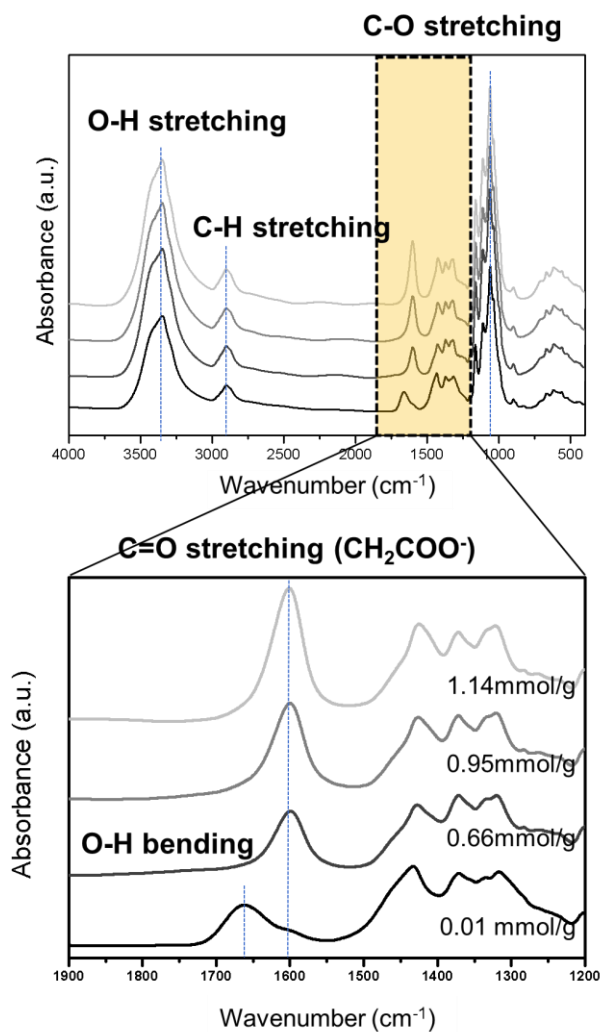 C-O stretching
O-H stretching
C-H stretching
Absorbance (a.u.)
4000 3500 3000 2500 2000 1500 1000 500
Wavenumber (cm⁻¹)
C=O stretching (CH₂COO⁻)
1.14mmol/g
0.95mmol/g
O-H bending
0.66mmol/g
0.01 mmol/g
Absorbance (a.u.)
1900 1800 1700 1600 1500 1400 1300 1200
Wavenumber (cm⁻¹)